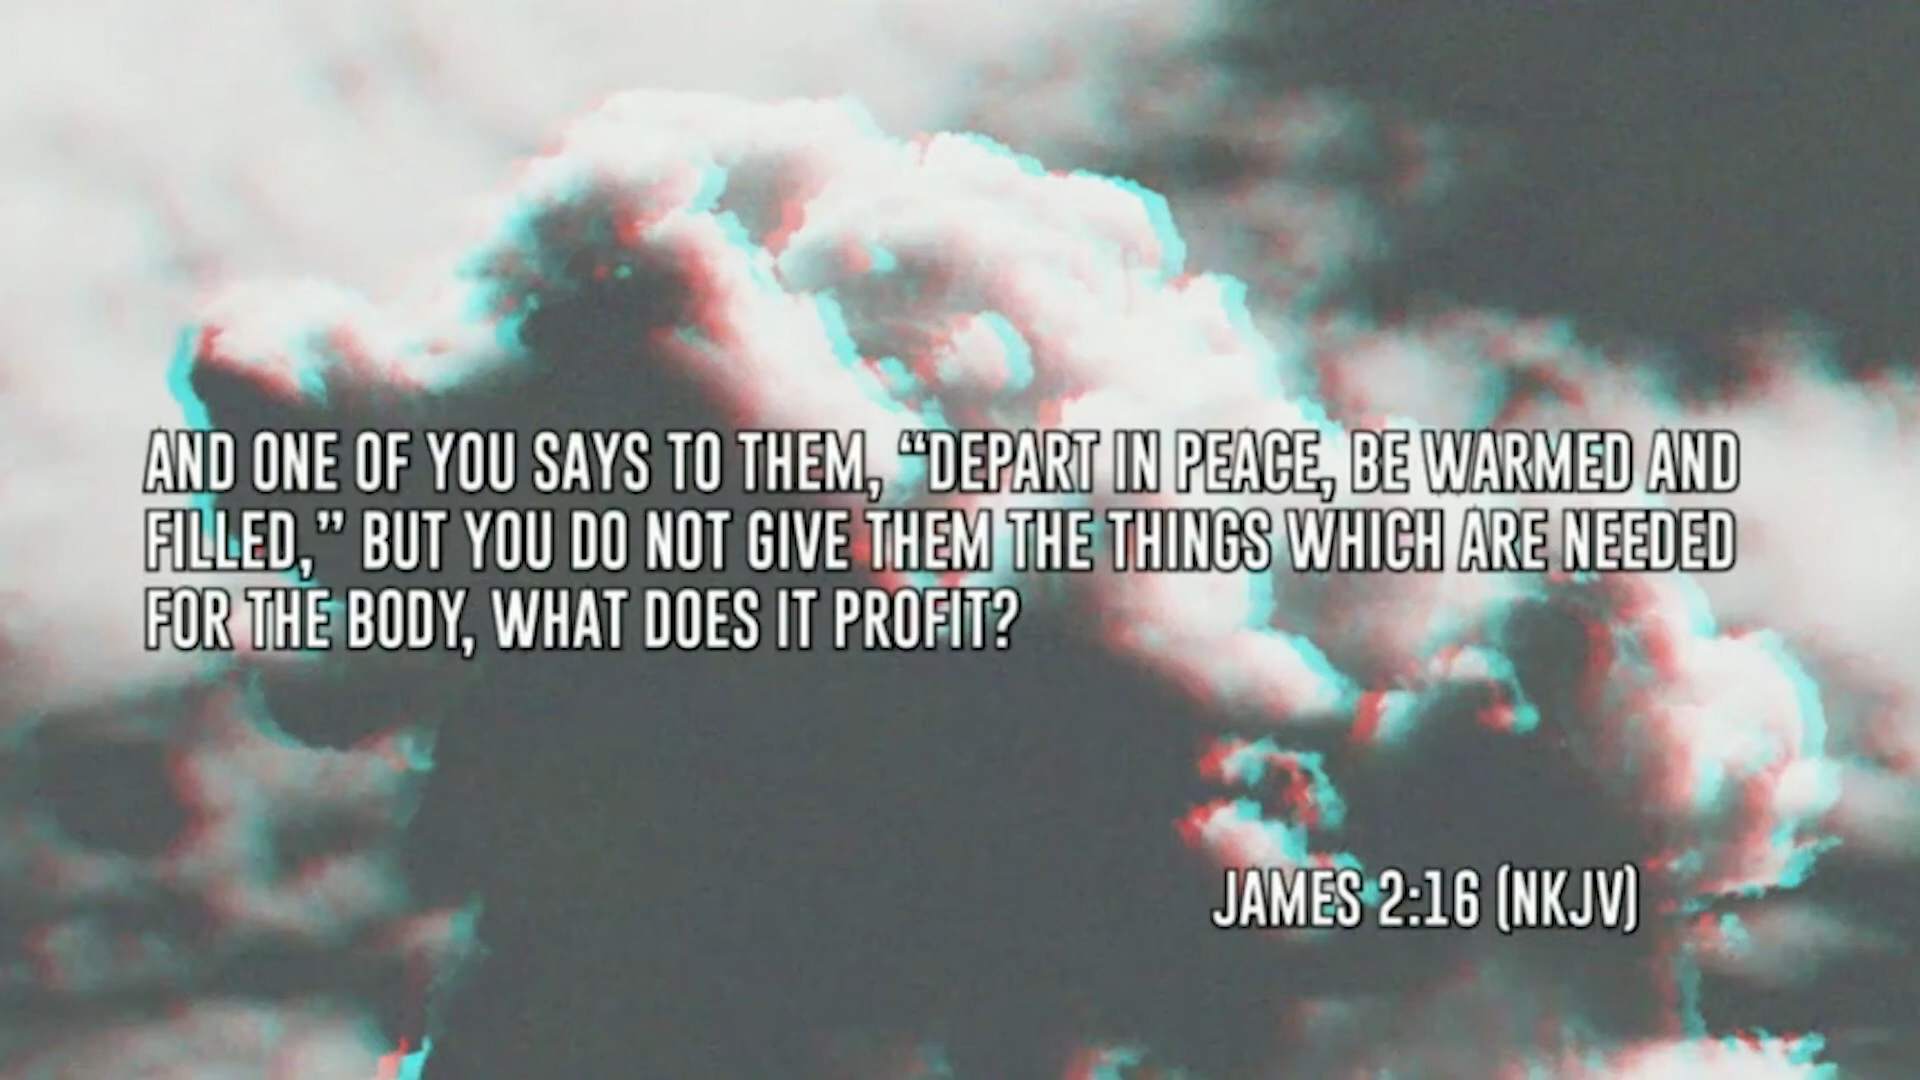 AND ONE OF YOU SAYS TO THEM, “DEPART IN PEACE, BE WARMED AND
FILLED,” BUT YOU DO NOT GIVE THEM THE THINGS WHICH ARE NEEDED
FOR THE BODY, WHAT DOES IT PROFIT?
JAMES 2:16 (NKJV)